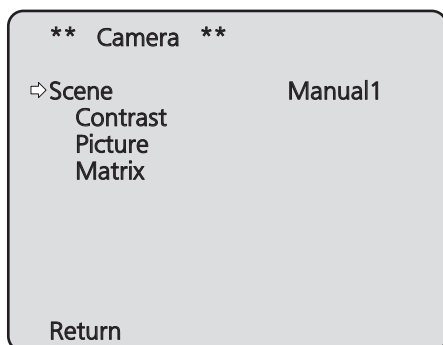 ** Camera **
⇨Scene Manual1
Contrast
Picture
Matrix
Return